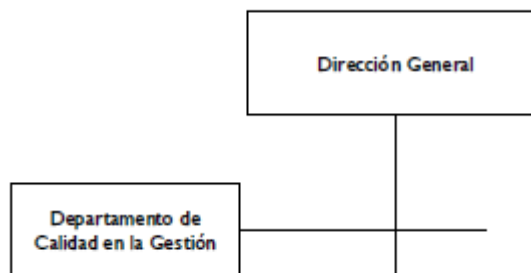 Dirección General
Departamento de
Calidad en la Gestión